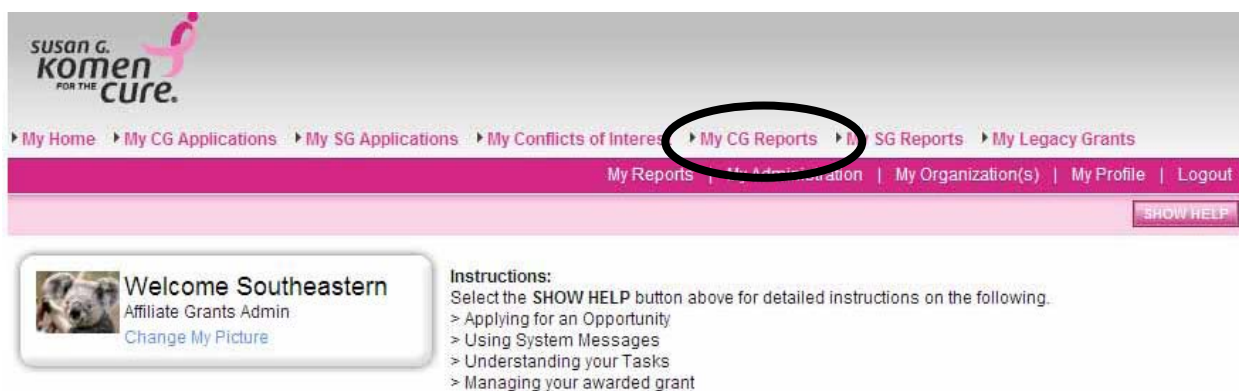 susan g.
komen
FOR THE cure.
My Home My CG Applications My SG Applications My Conflicts of Interes My CG Reports My SG Reports My Legacy Grants
My Reports | My Administration | My Organization(s) | My Profile | Logout
SHOW HELP
Welcome Southeastern
Affiliate Grants Admin
Change My Picture
Instructions:
Select the SHOW HELP button above for detailed instructions on the following.
> Applying for an Opportunity
> Using System Messages
> Understanding your Tasks
> Managing your awarded grant